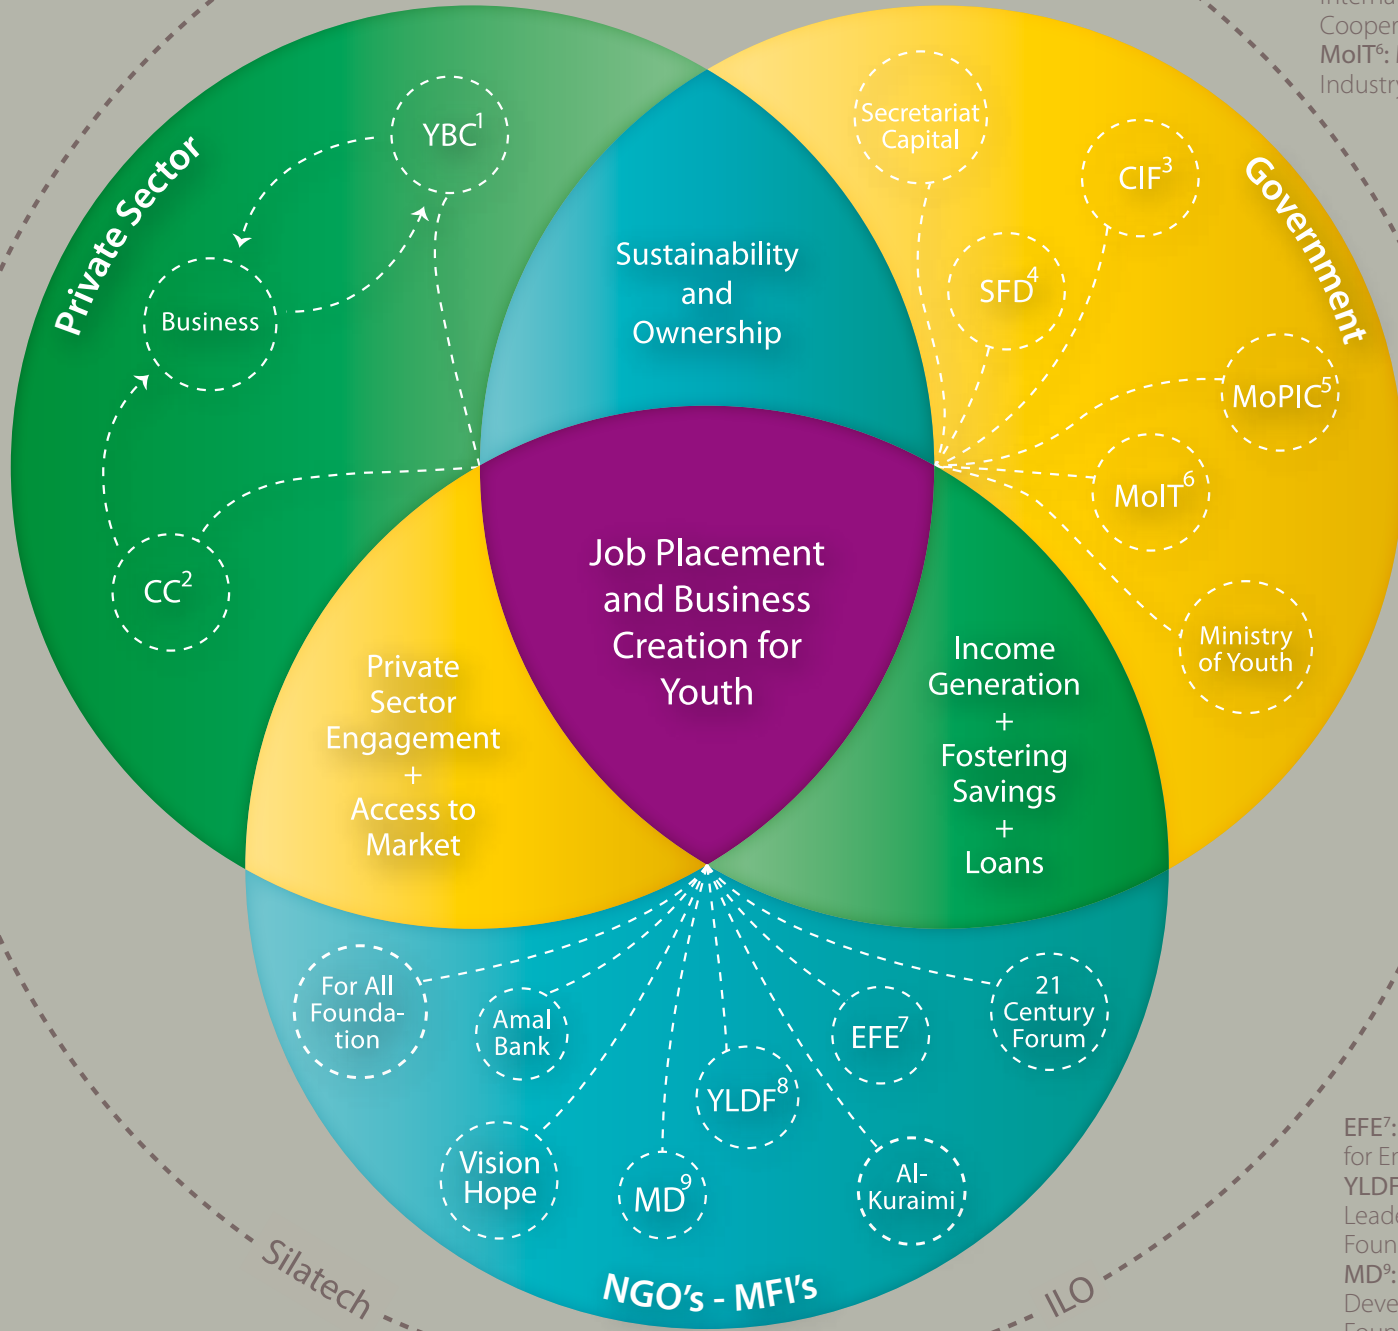 Cooper
MoIT⁶:
Industry
Private Sector
YBC¹
Business
CC²
Sustainability
and
Ownership
Government
Secretariat
Capital
CIF³
SFD⁴
MoPIC⁵
MoIT⁶
Ministry
of Youth
Job Placement
and Business
Creation for
Youth
Private
Sector
Engagement
+
Access to
Market
Income
Generation
+
Fostering
Savings
+
Loans
For All
Founda-
tion
Amal
Bank
Vision
Hope
MD⁹
YLDF⁸
EFE⁷
Al-
Kuraimi
21
Century
Forum
NGO's - MFI's
Silatech
ILO
EFE⁷:
for
YLDF
Leade
Foun
MD⁹:
Deve